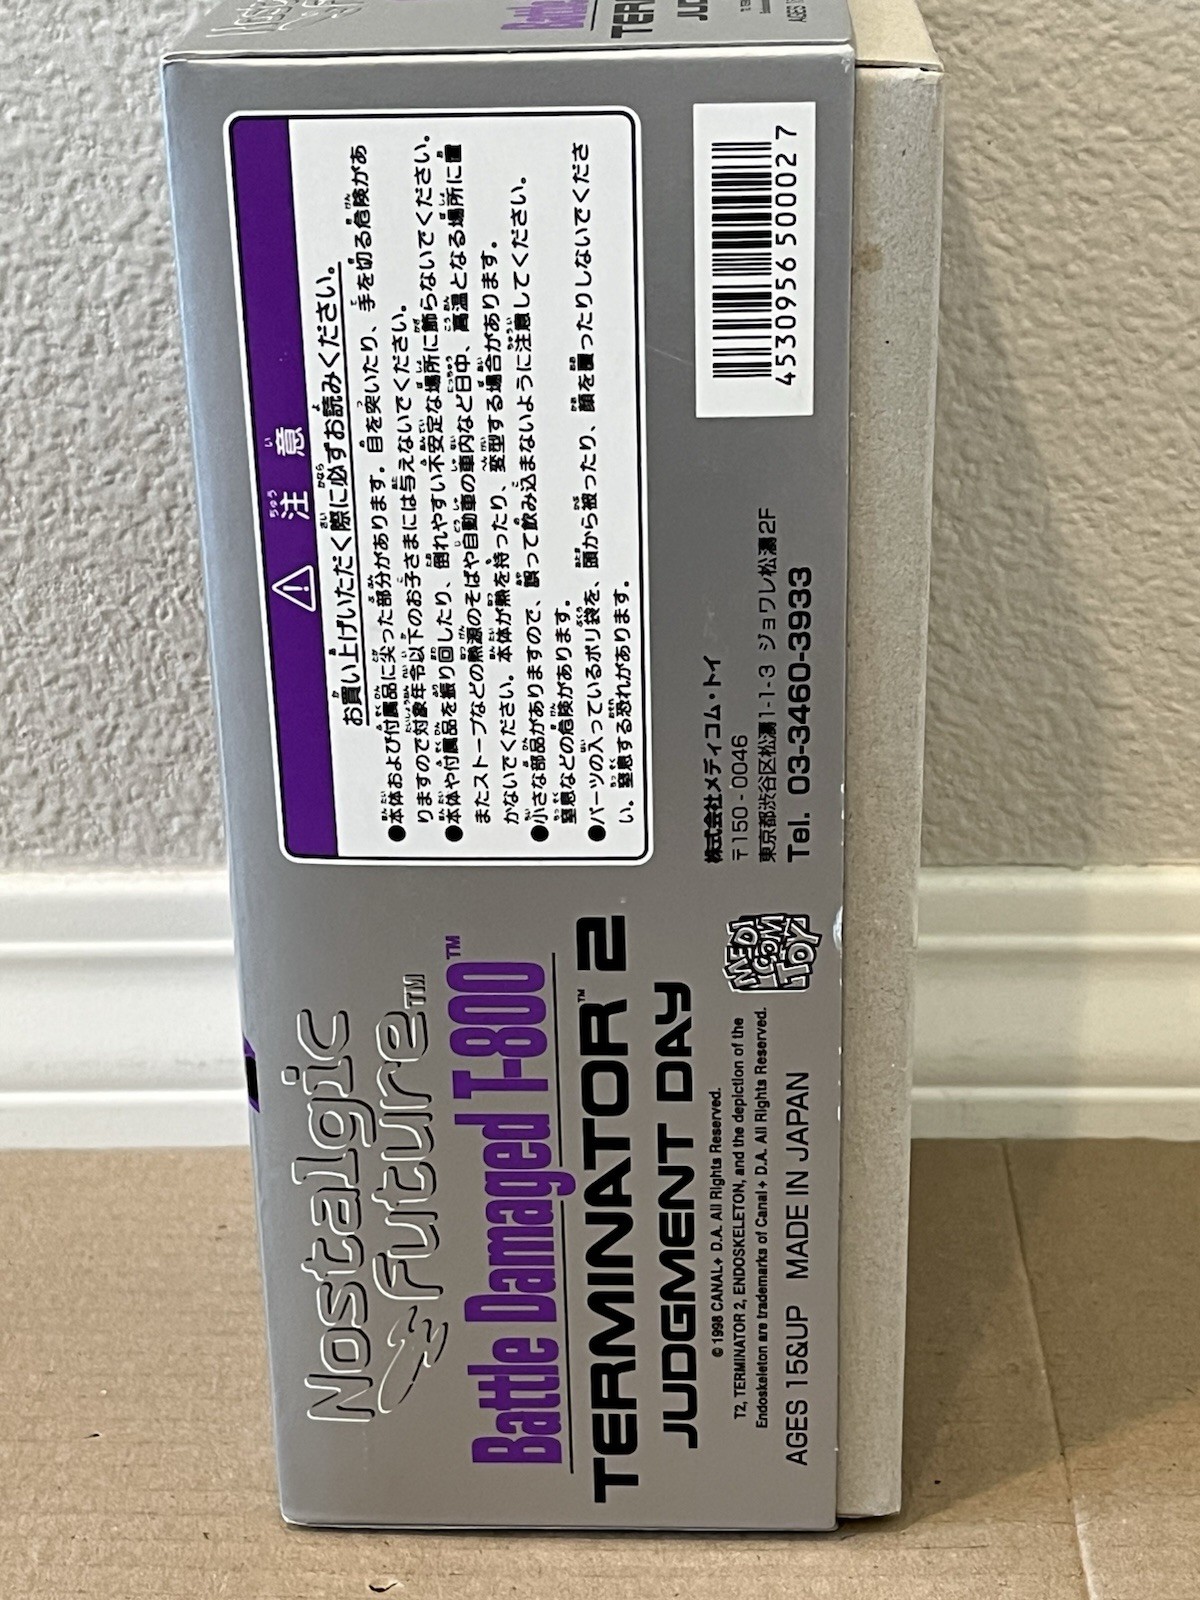 Nostalgic
Future™
Battle Damaged T-800™
TERMINATOR™ 2
JUDGMENT DAY
© 1998 CANAL+ D.A. All Rights Reserved.
T2, TERMINATOR 2, ENDOSKELETON, and the depiction of the
Endoskeleton are trademarks of Canal+ D.A. All Rights Reserved.
AGES 15&UP MADE IN JAPAN
MEDI
COM
TOY
⚠ 注意
お買い上げいただく際に必ずお読みください。
●本体および付属品に尖った部分があります。目を突いたり、手を切る危険があ
りますので対象年令以下のお子さまには与えないでください。
●本体や付属品を振り回したり、倒れやすい不安定な場所に飾らないでください。
またストーブなどの熱源のそばや自動車の車内など日中、高温となる場所に置
かないでください。本体が熱を持ったり、変型する場合があります。
●小さな部品がありますので、誤って飲み込まないように注意してください。
窒息などの危険があります。
●パーツの入っているポリ袋を、頭から被ったり、顔を覆ったりしないでくださ
い。窒息する恐れがあります。
株式会社メディコム・トイ
〒150-0046
東京都渋谷区松濤1-1-3 ジョワレ松濤2F
Tel. 03-3460-3933
4530956500027